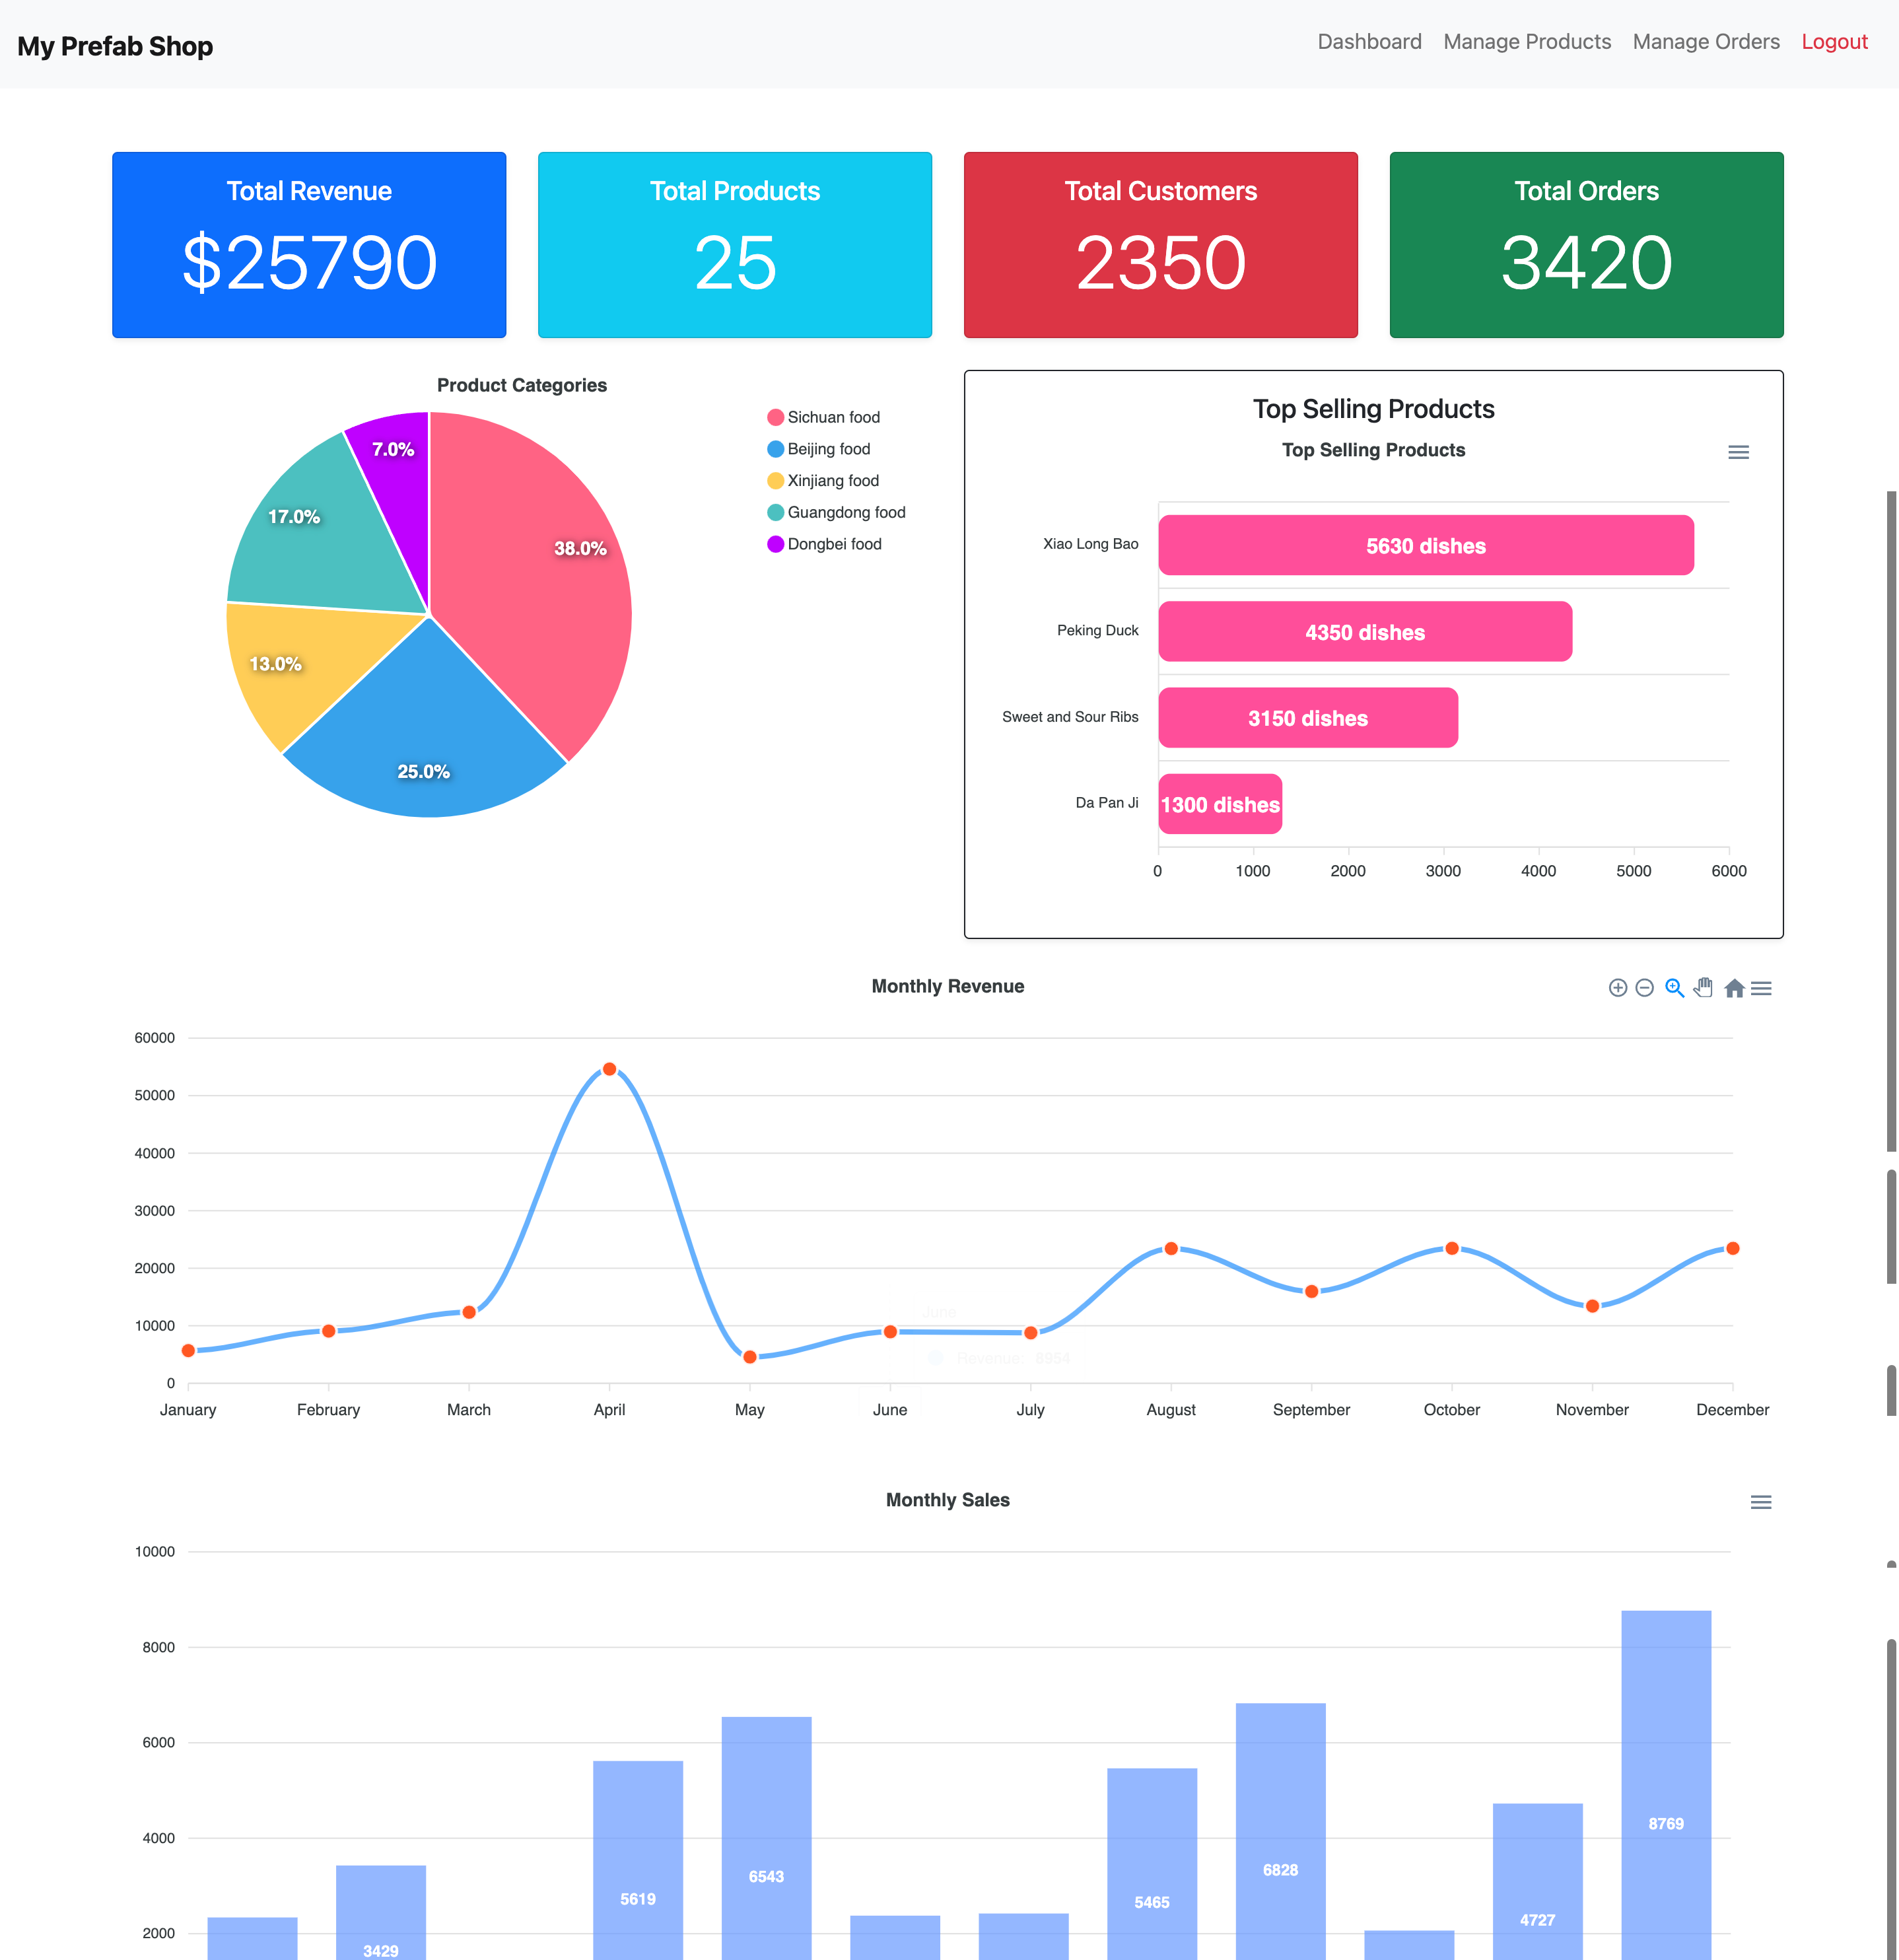 My Prefab Shop
Dashboard Manage Products Manage Orders Logout
Total Revenue
$25790
Total Products
25
Total Customers
2350
Total Orders
3420
Product Categories
7.0%
17.0%
38.0%
13.0%
25.0%
Sichuan food
Beijing food
Xinjiang food
Guangdong food
Dongbei food
Top Selling Products
Top Selling Products
Xiao Long Bao
5630 dishes
Peking Duck
4350 dishes
Sweet and Sour Ribs
3150 dishes
Da Pan Ji
1300 dishes
0 1000 2000 3000 4000 5000 6000
Monthly Revenue
60000
50000
40000
30000
20000
10000
0
June
Revenue: 8954
January February March April May June July August September October November December
Monthly Sales
10000
8000
6000
4000
2000
3429
5619
6543
5465
6828
4727
8769